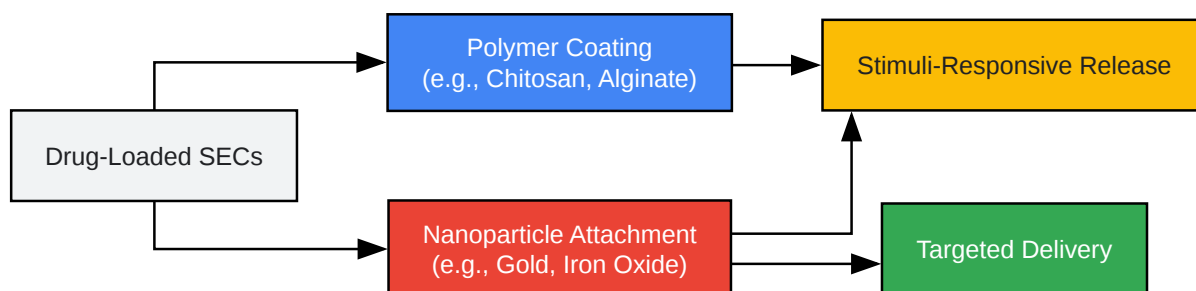 Polymer Coating
(e.g., Chitosan, Alginate)
Stimuli-Responsive Release
Drug-Loaded SECs
Nanoparticle Attachment
(e.g., Gold, Iron Oxide)
Targeted Delivery